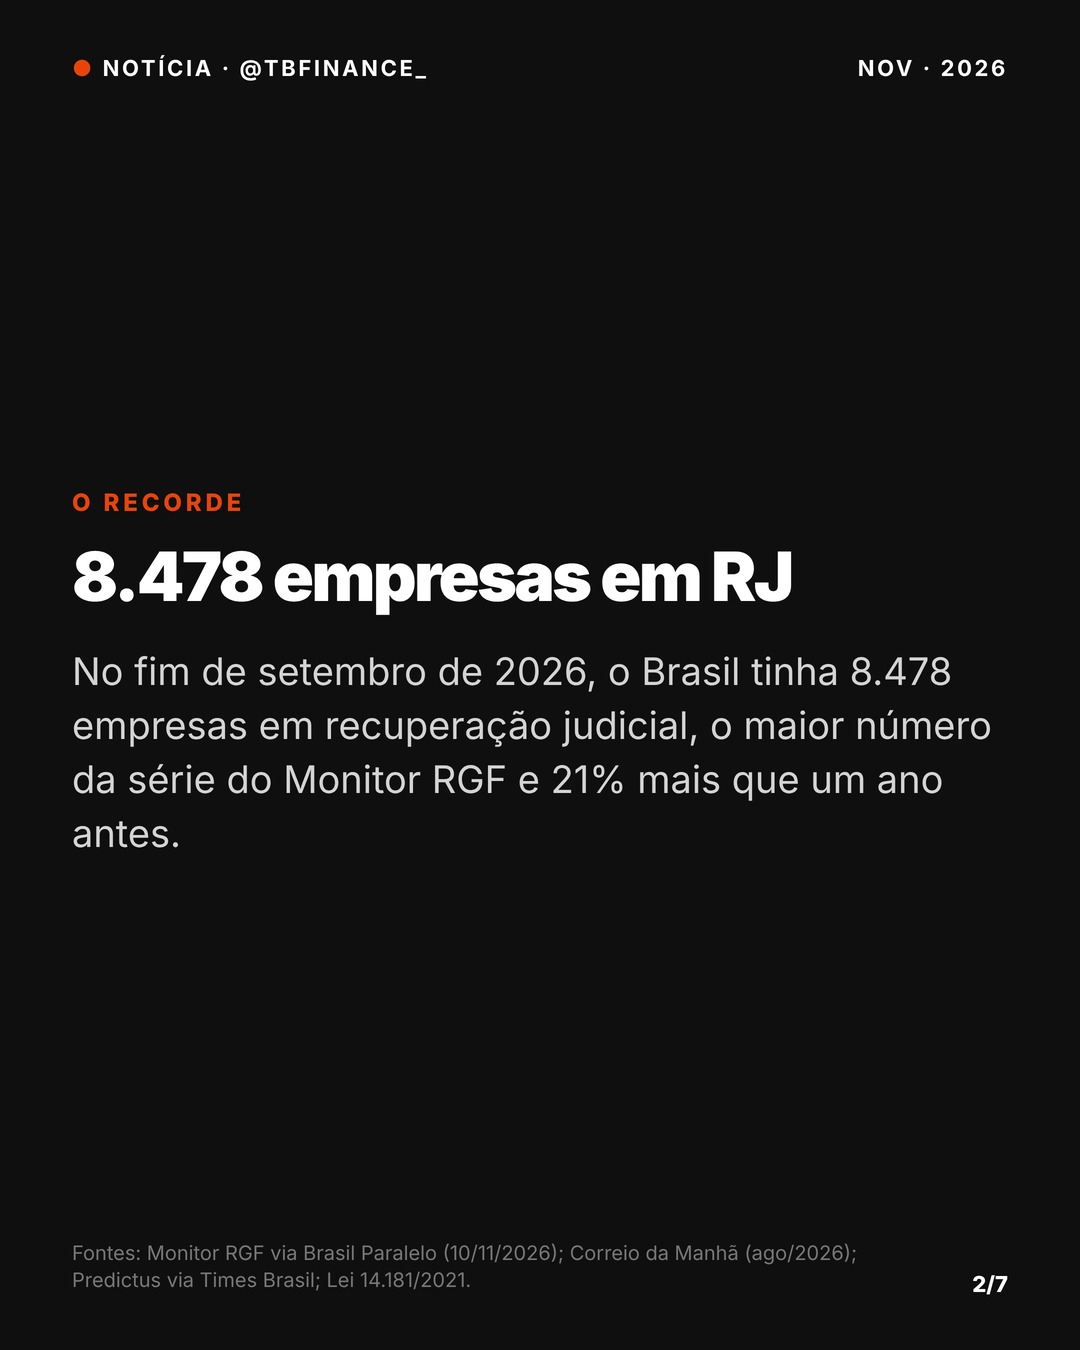 NOTÍCIA · @TBFINANCE_
NOV · 2026
O RECORDE
8.478 empresas em RJ
No fim de setembro de 2026, o Brasil tinha 8.478
empresas em recuperação judicial, o maior número
da série do Monitor RGF e 21% mais que um ano
antes.
Fontes: Monitor RGF via Brasil Paralelo (10/11/2026); Correio da Manhã (ago/2026);
Predictus via Times Brasil; Lei 14.181/2021.
2/7